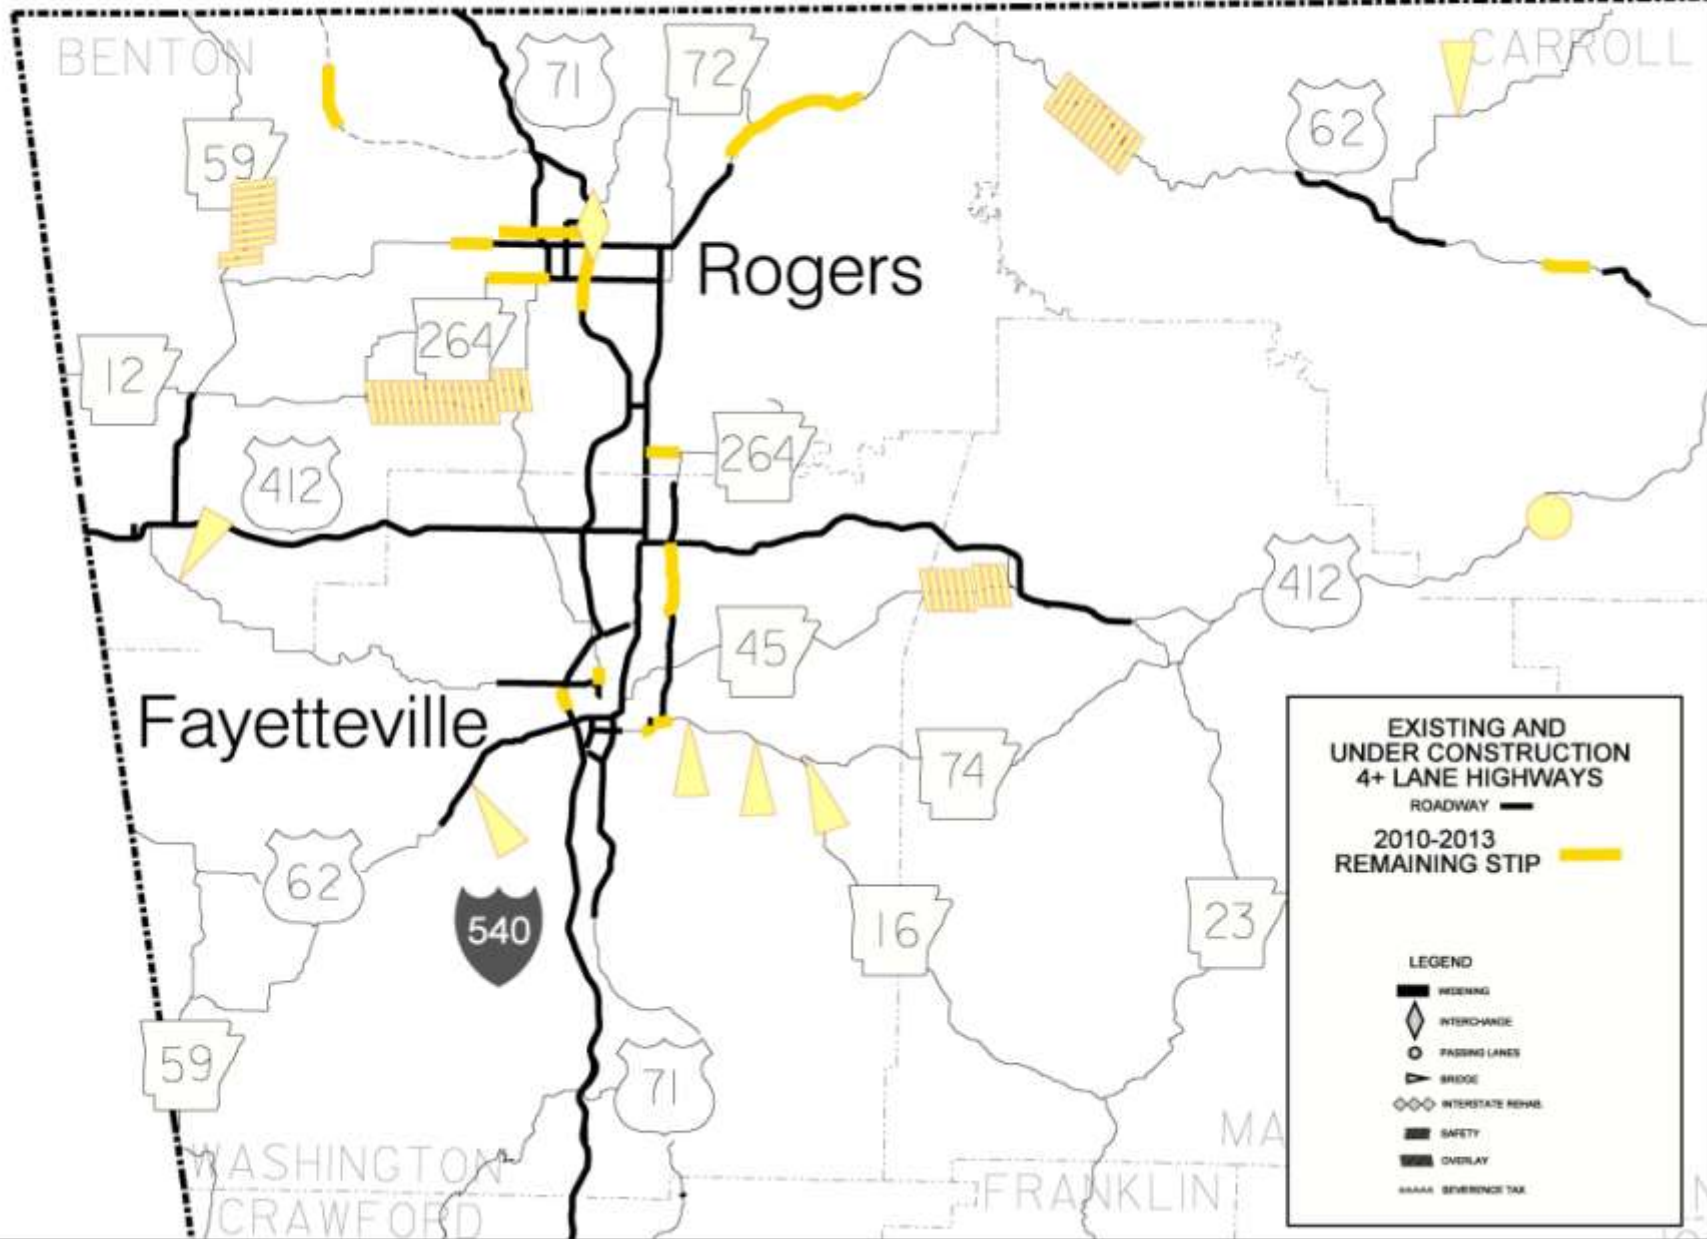 BENTON
71
72
CARROLL
62
59
Rogers
264
12
264
412
412
45
Fayetteville
74
62
540
16
23
59
71
WASHINGTON
CRAWFORD
FRANKLIN
MA
EXISTING AND
UNDER CONSTRUCTION
4+ LANE HIGHWAYS
ROADWAY
2010-2013
REMAINING STIP
LEGEND
WIDENING
INTERCHANGE
PASSING LANES
BRIDGE
INTERSTATE REHAB.
SAFETY
OVERLAY
SEVERENCE TAX